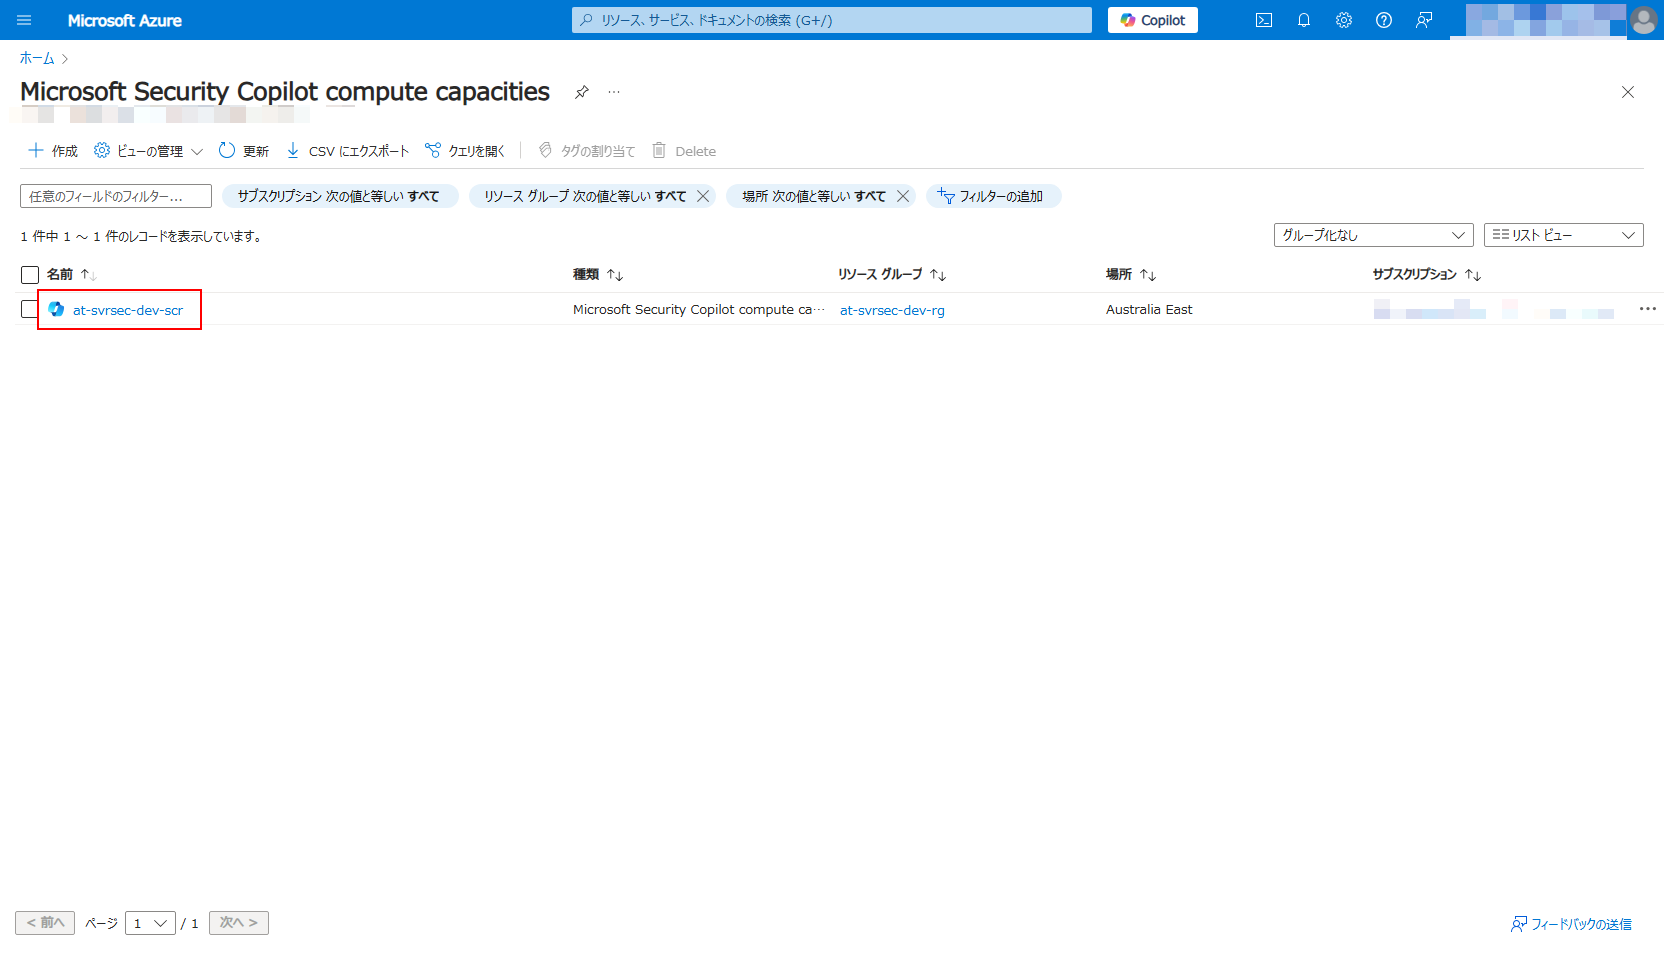 Microsoft Azure
リソース、サービス、ドキュメントの検索 (G+/)
Copilot
ホーム
Microsoft Security Copilot compute capacities
作成
ビューの管理
更新
CSV にエクスポート
クエリを開く
タグの割り当て
Delete
任意のフィールドのフィルター...
サブスクリプション 次の値と等しい すべて
リソース グループ 次の値と等しい すべて
場所 次の値と等しい すべて
フィルターの追加
1 件中 1 ～ 1 件のレコードを表示しています。
グループ化なし
リスト ビュー
名前 ↑↓
種類 ↑↓
リソース グループ ↑↓
場所 ↑↓
サブスクリプション ↑↓
at-svrsec-dev-scr
Microsoft Security Copilot compute ca...
at-svrsec-dev-rg
Australia East
< 前へ
ページ
1
/ 1
次へ >
フィードバックの送信